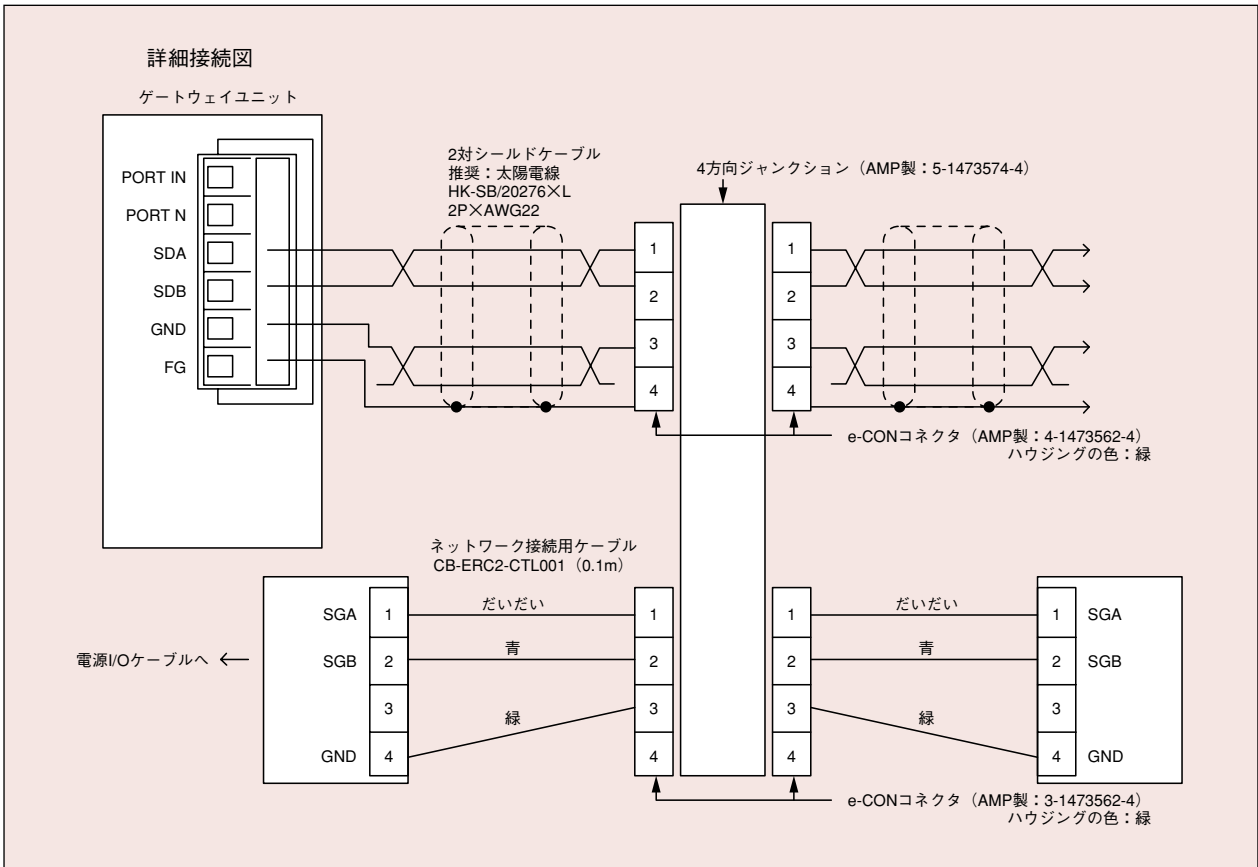 詳細接続図
ゲートウェイユニット
PORT IN
PORT N
SDA
SDB
GND
FG
2対シールドケーブル
推奨：太陽電線
HK-SB/20276×L
2P×AWG22
4方向ジャンクション（AMP製：5-1473574-4）
1
2
3
4
1
2
3
4
e-CONコネクタ（AMP製：4-1473562-4）
ハウジングの色：緑
ネットワーク接続用ケーブル
CB-ERC2-CTL001（0.1m）
電源I/Oケーブルへ
SGA
SGB
GND
1
2
3
4
だいだい
青
緑
1
2
3
4
1
2
3
4
だいだい
青
緑
1
2
3
4
SGA
SGB
GND
e-CONコネクタ（AMP製：3-1473562-4）
ハウジングの色：緑